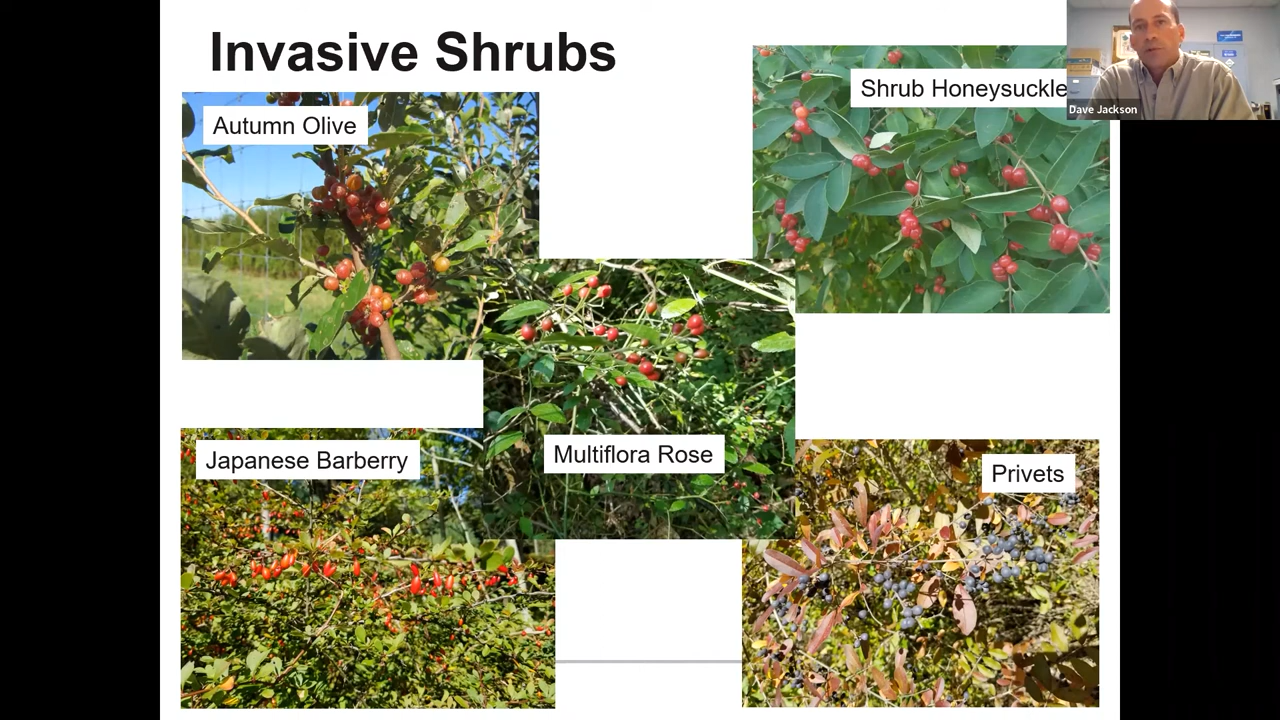 Invasive Shrubs
Autumn Olive
Shrub Honeysuckle
Dave Jackson
Japanese Barberry
Multiflora Rose
Privets